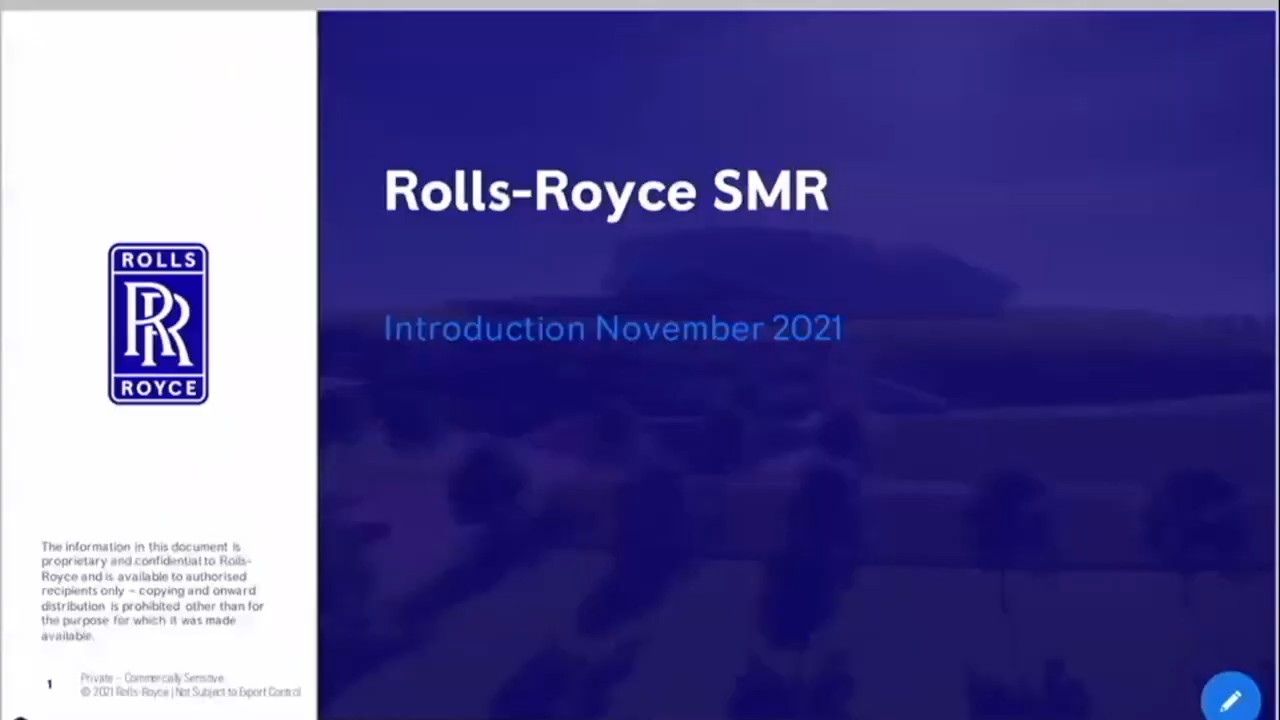 Rolls-Royce SMR
Introduction November 2021
ROLLS
RR
ROYCE
The information in this document is
proprietary and confidential to Rolls-
Royce and is available to authorised
recipients only – copying and onward
distribution is prohibited other than for
the purpose for which it was made
available.
1
Private – Commercially Sensitive
© 2021 Rolls-Royce | Not Subject to Export Control